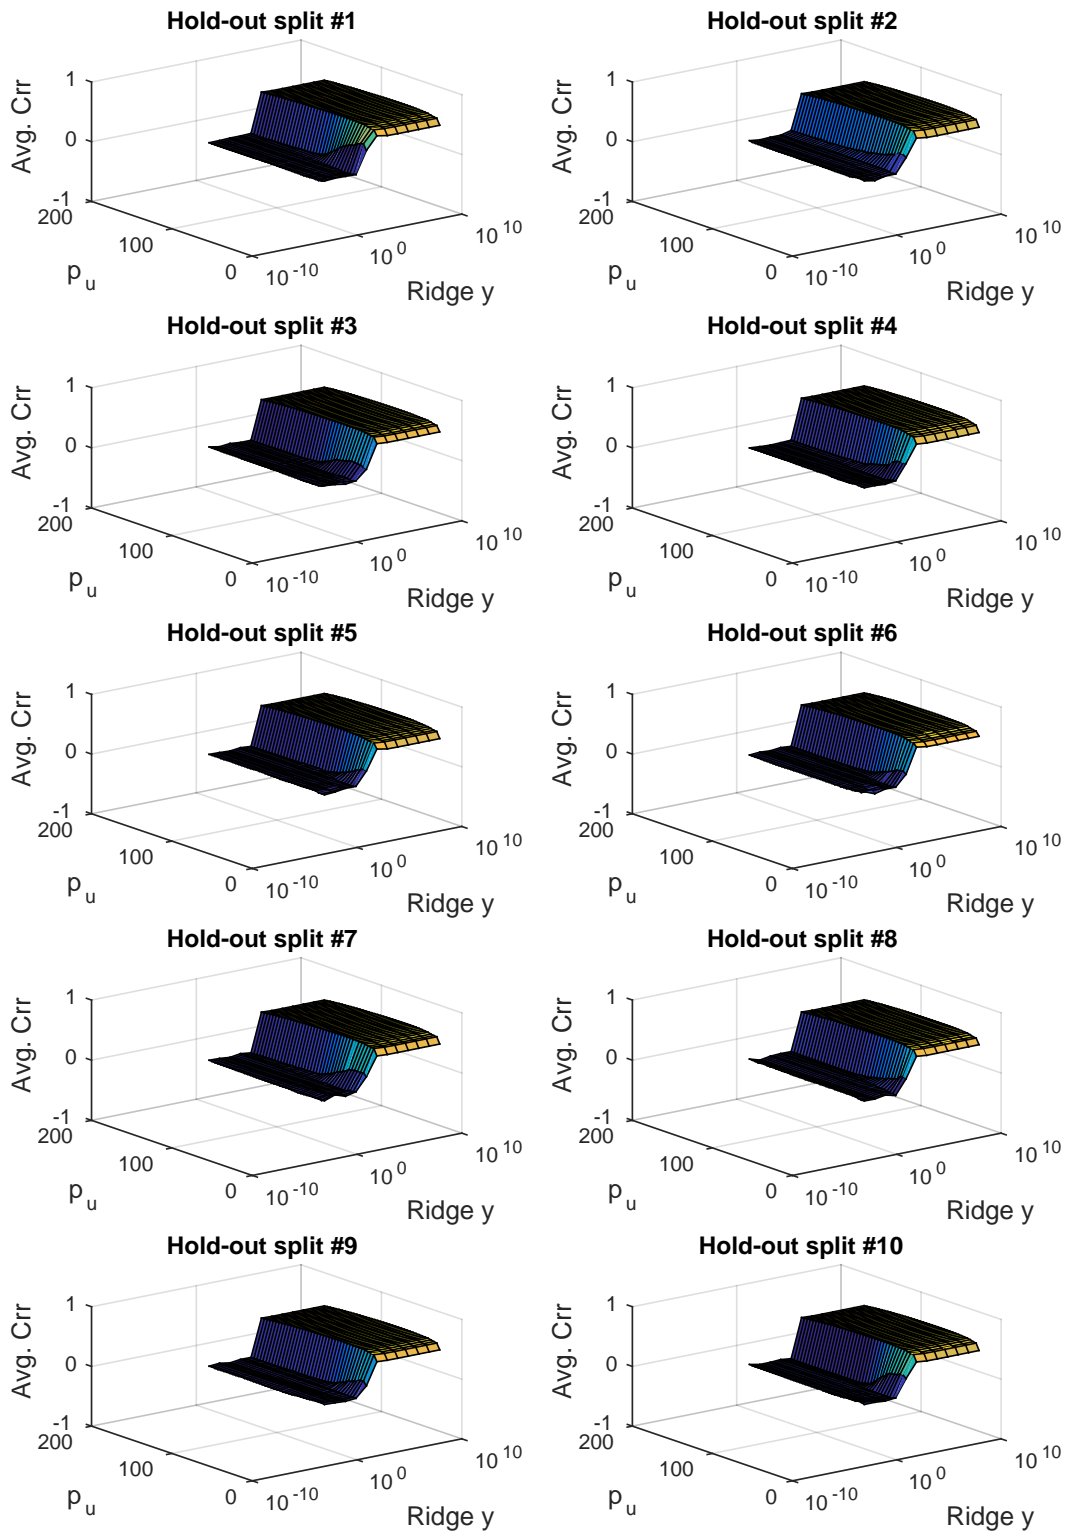 Hold-out split #1
Avg. Crr
1
0
-1
200
100
0
p u
10 -10
10 0
10 10
Ridge y
Hold-out split #2
Avg. Crr
1
0
-1
200
100
0
p u
10 -10
10 0
10 10
Ridge y
Hold-out split #3
Avg. Crr
1
0
-1
200
100
0
p u
10 -10
10 0
10 10
Ridge y
Hold-out split #4
Avg. Crr
1
0
-1
200
100
0
p u
10 -10
10 0
10 10
Ridge y
Hold-out split #5
Avg. Crr
1
0
-1
200
100
0
p u
10 -10
10 0
10 10
Ridge y
Hold-out split #6
Avg. Crr
1
0
-1
200
100
0
p u
10 -10
10 0
10 10
Ridge y
Hold-out split #7
Avg. Crr
1
0
-1
200
100
0
p u
10 -10
10 0
10 10
Ridge y
Hold-out split #8
Avg. Crr
1
0
-1
200
100
0
p u
10 -10
10 0
10 10
Ridge y
Hold-out split #9
Avg. Crr
1
0
-1
200
100
0
p u
10 -10
10 0
10 10
Ridge y
Hold-out split #10
Avg. Crr
1
0
-1
200
100
0
p u
10 -10
10 0
10 10
Ridge y